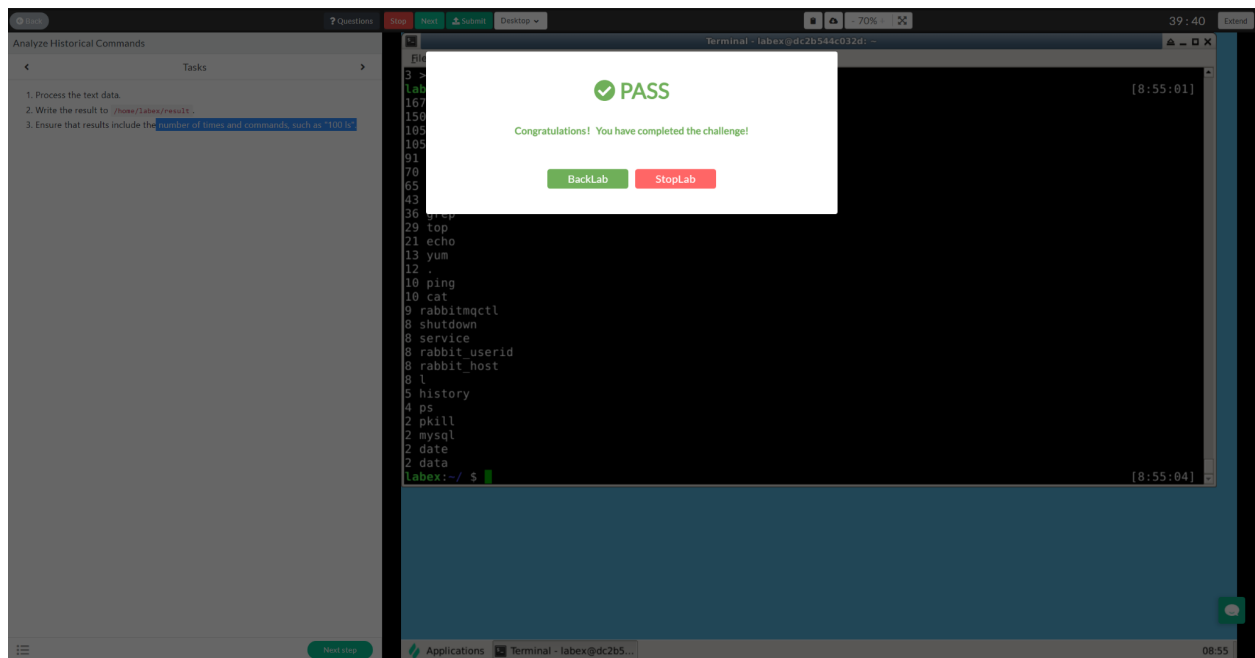 Back
? Questions
Stop
Next
Submit
Desktop
- 70% +
39:40
Extend
Analyze Historical Commands
Tasks
1. Process the text data.
2. Write the result to /home/labex/result .
3. Ensure that results include the number of times and commands, such as "100 ls".
Next step
Terminal - labex@dc2b544c032d: ~
File
3 >
lab
[8:55:01]
167
150
105
105
91
70
65
43
36 grep
29 top
21 echo
13 yum
12 .
10 ping
10 cat
9 rabbitmqctl
8 shutdown
8 service
8 rabbit_userid
8 rabbit_host
8 l
5 history
4 ps
2 pkill
2 mysql
2 date
2 data
labex:~/ $
[8:55:04]
PASS
Congratulations! You have completed the challenge!
BackLab
StopLab
Applications
Terminal - labex@dc2b5...
08:55